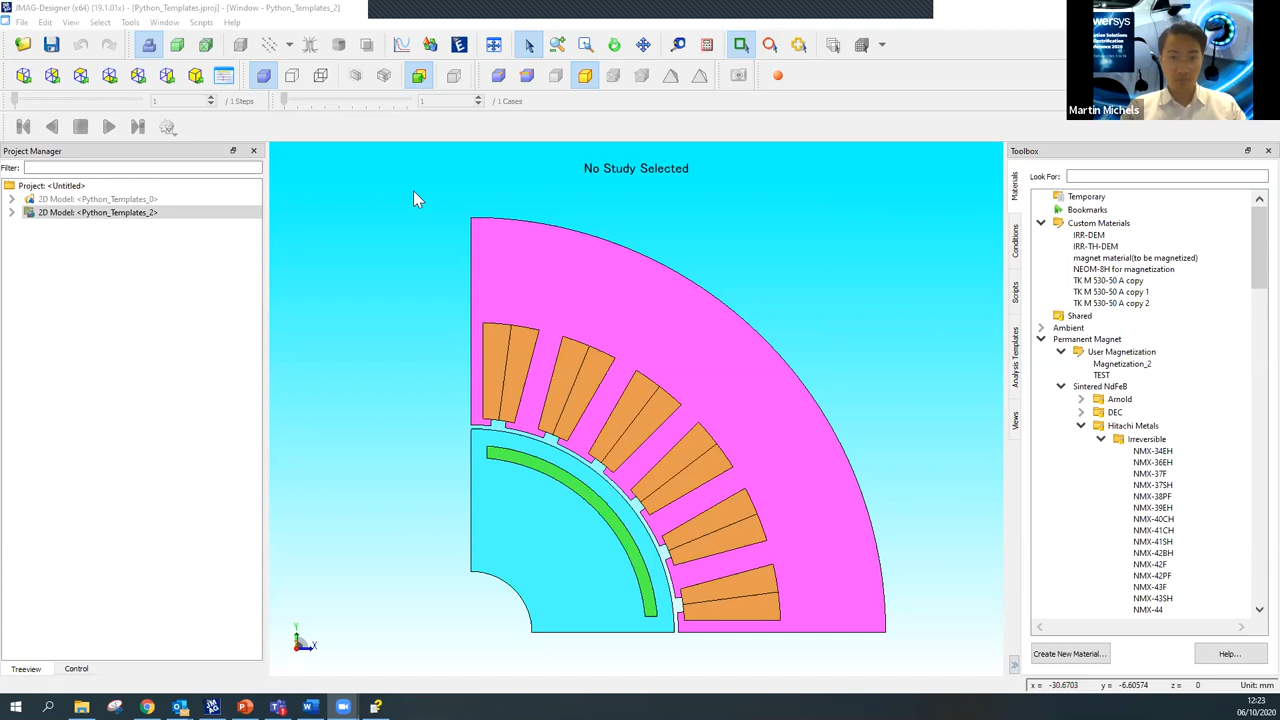 JMAG-Designer (x64) (19.1.01x) - [Python_Templates.jproj] - [Window - Python_Templates_2]
File Edit View Select Tools Window Scripts Help
1 / 1 Steps 1 / 1 Cases
Project Manager
Filter:
Project: <Untitled>
2D Model: <Python_Templates_0>
2D Model: <Python_Templates_2>
Treeview Control
No Study Selected
Y
X
Toolbox
Look For:
Materials
Conditions
Scripts
Analysis Templates
Views
Temporary
Bookmarks
Custom Materials
IRR-DEM
IRR-TH-DEM
magnet material(to be magnetized)
NEOM-8H for magnetization
TK M 530-50 A copy
TK M 530-50 A copy 1
TK M 530-50 A copy 2
Shared
Ambient
Permanent Magnet
User Magnetization
Magnetization_2
TEST
Sintered NdFeB
Arnold
DEC
Hitachi Metals
Irreversible
NMX-34EH
NMX-36EH
NMX-37F
NMX-37SH
NMX-38PF
NMX-39EH
NMX-40CH
NMX-41CH
NMX-41SH
NMX-42BH
NMX-42F
NMX-42PF
NMX-43F
NMX-43SH
NMX-44
Create New Material... Help...
x = -30.6703 y = -6.60574 z = 0 Unit: mm
Martin Michels
12:23
06/10/2020